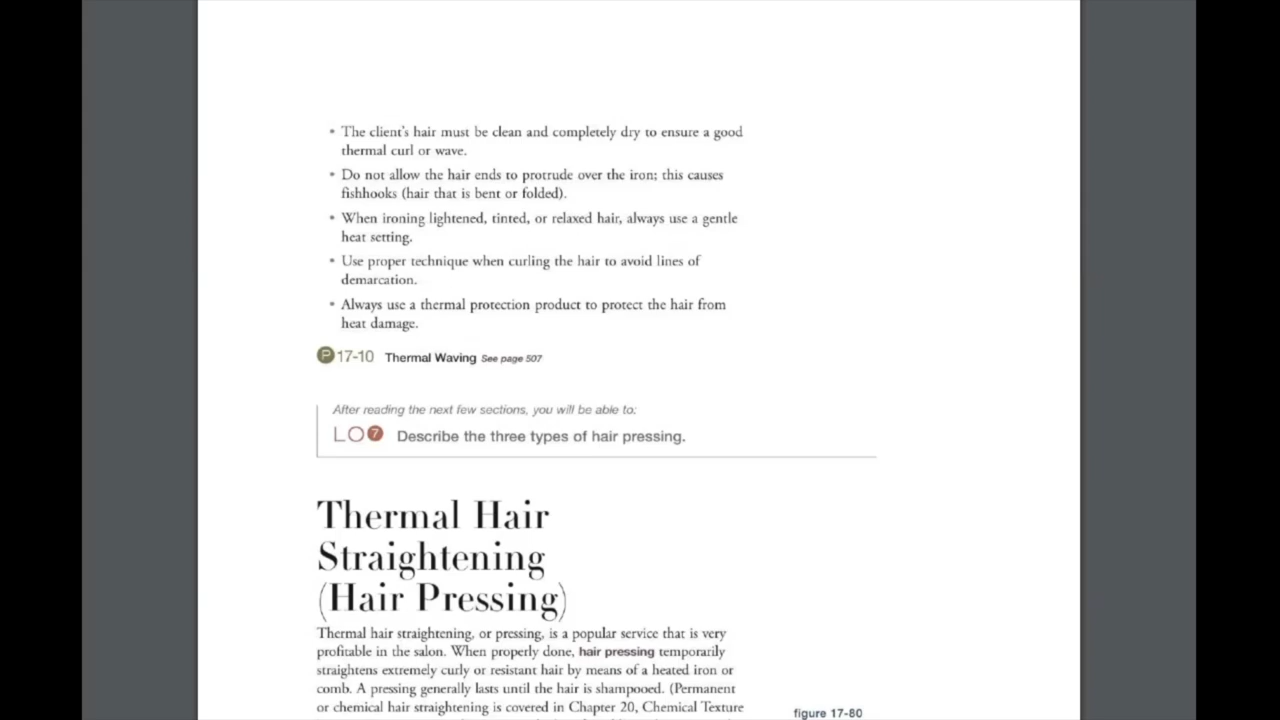 • The client's hair must be clean and completely dry to ensure a good
thermal curl or wave.
• Do not allow the hair ends to protrude over the iron; this causes
fishhooks (hair that is bent or folded).
• When ironing lightened, tinted, or relaxed hair, always use a gentle
heat setting.
• Use proper technique when curling the hair to avoid lines of
demarcation.
• Always use a thermal protection product to protect the hair from
heat damage.
P 17-10 Thermal Waving See page 507
After reading the next few sections, you will be able to:
LO 7 Describe the three types of hair pressing.
Thermal Hair
Straightening
(Hair Pressing)
Thermal hair straightening, or pressing, is a popular service that is very
profitable in the salon. When properly done, hair pressing temporarily
straightens extremely curly or resistant hair by means of a heated iron or
comb. A pressing generally lasts until the hair is shampooed. (Permanent
or chemical hair straightening is covered in Chapter 20, Chemical Texture
figure 17-80